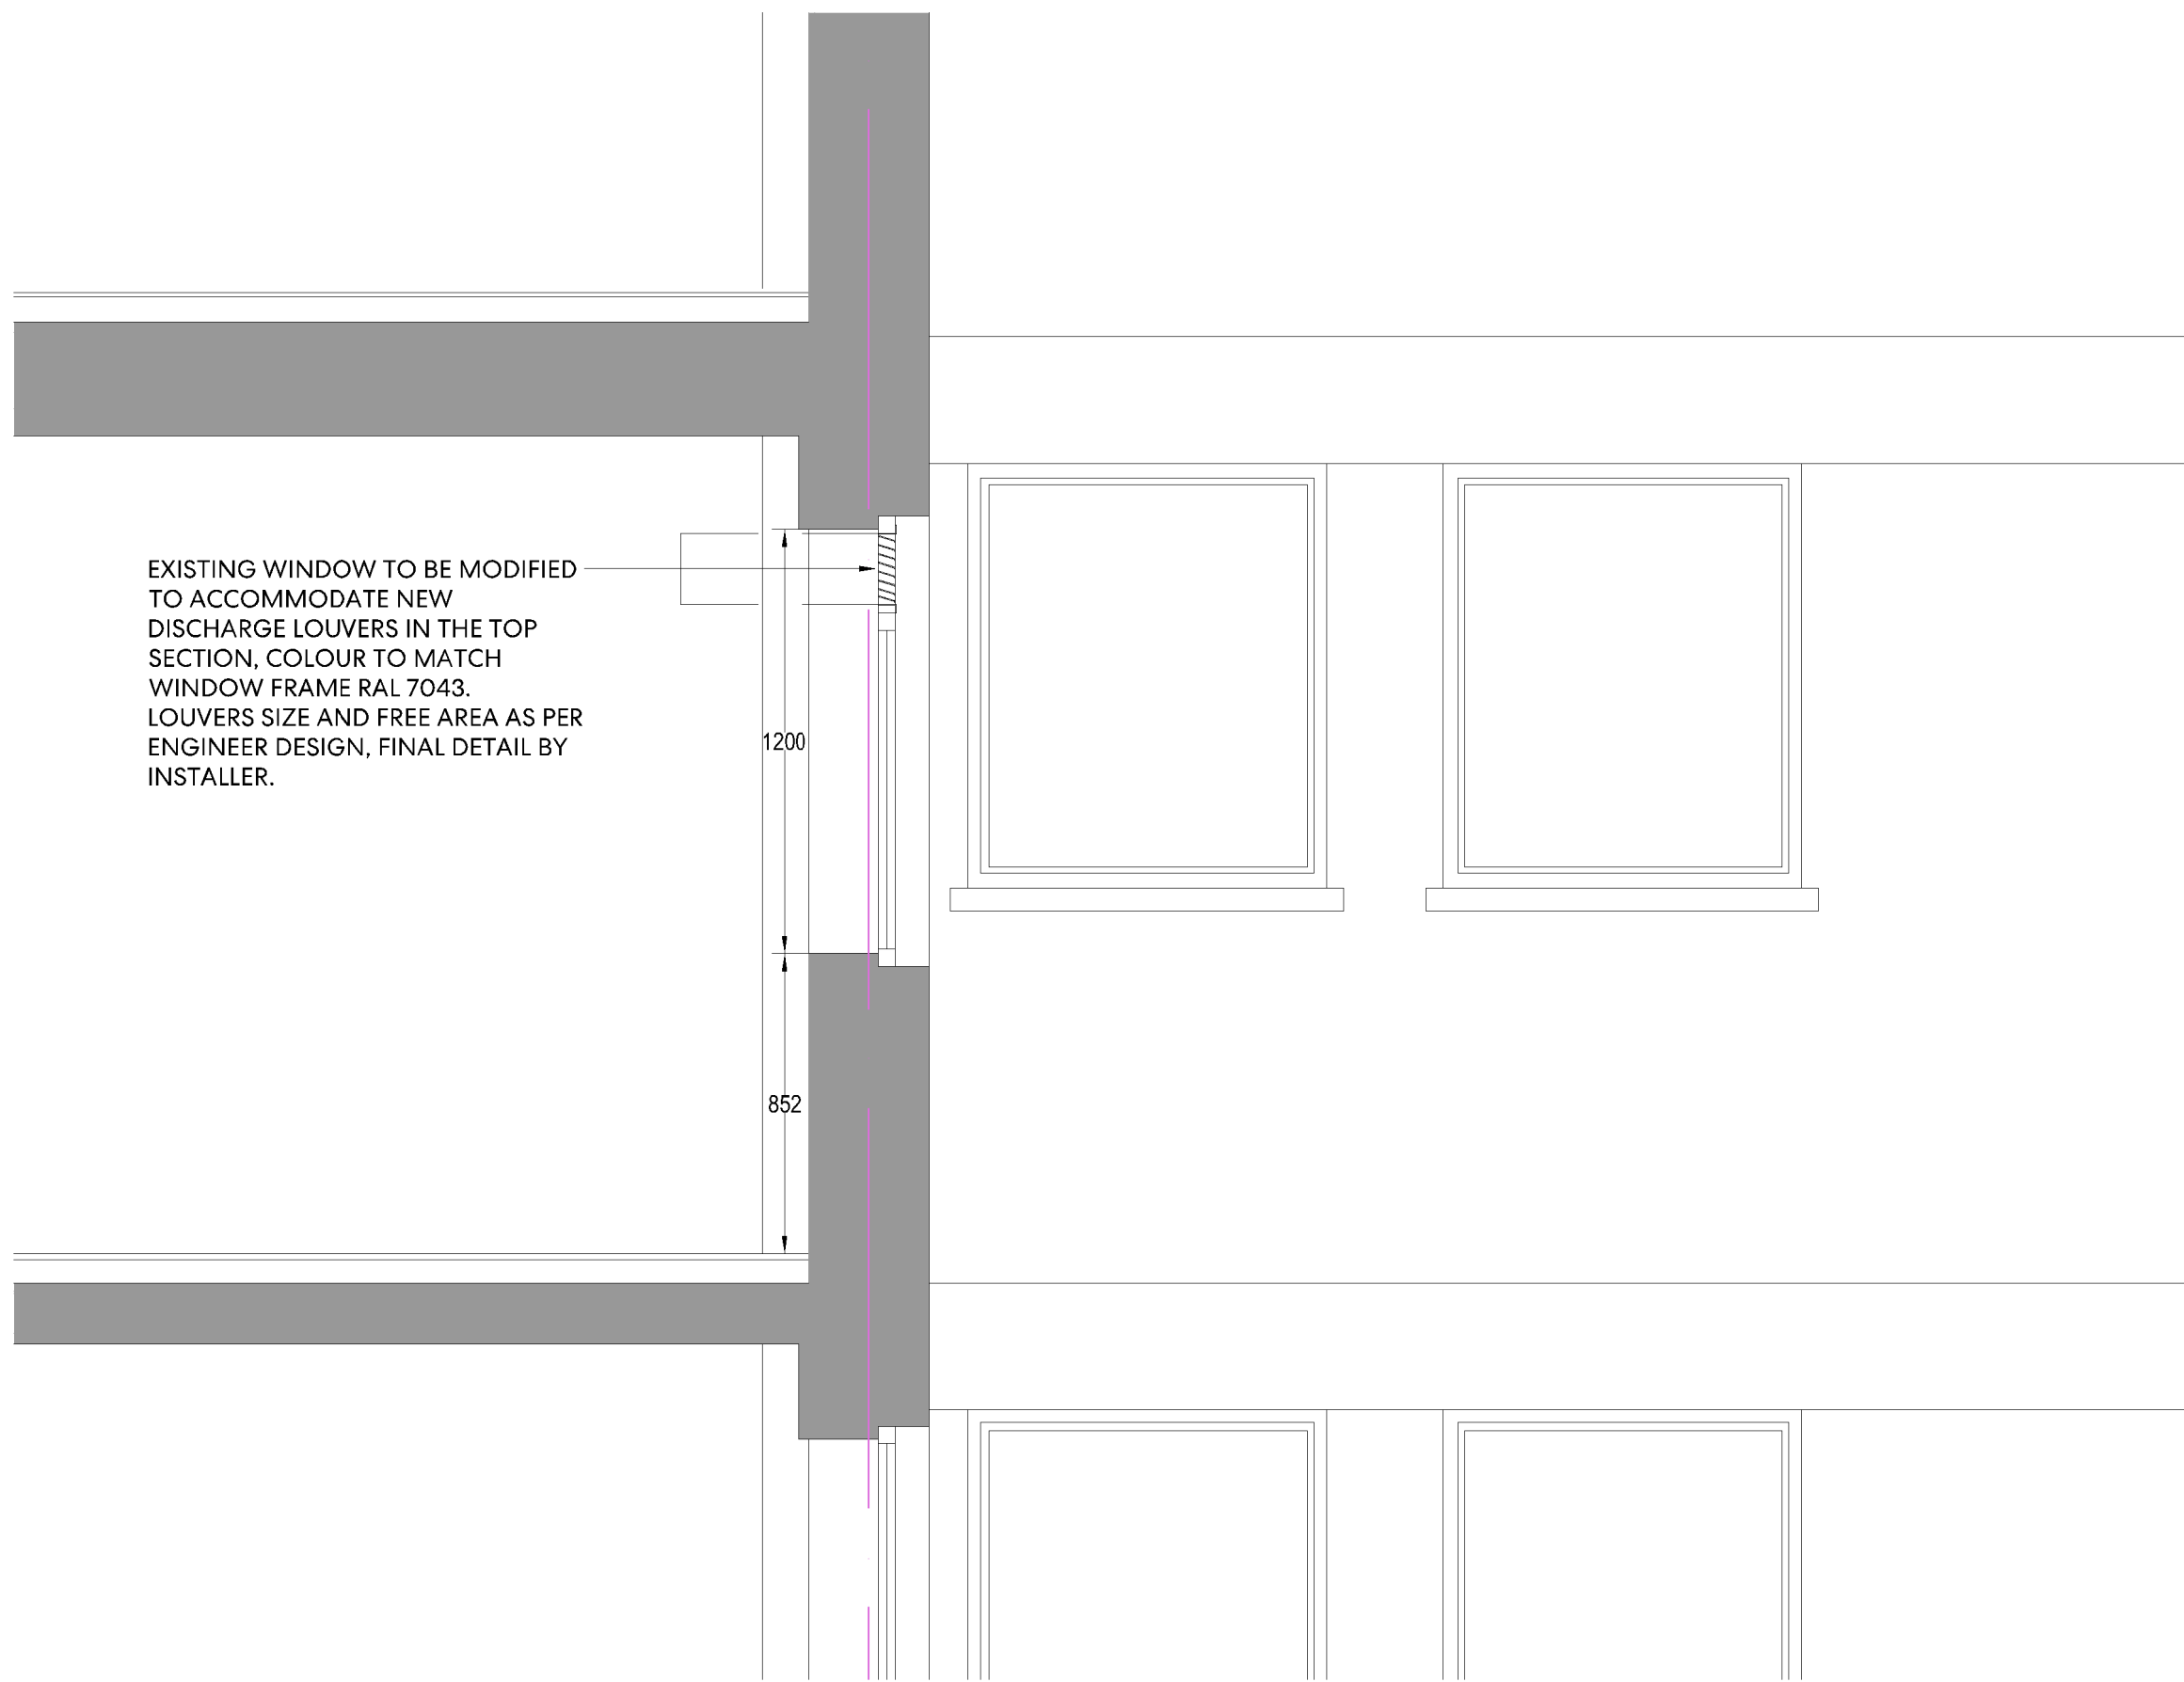 EXISTING WINDOW TO BE MODIFIED
TO ACCOMMODATE NEW
DISCHARGE LOUVERS IN THE TOP
SECTION, COLOUR TO MATCH
WINDOW FRAME RAL 7043.
LOUVERS SIZE AND FREE AREA AS PER
ENGINEER DESIGN, FINAL DETAIL BY
INSTALLER.
1200
852